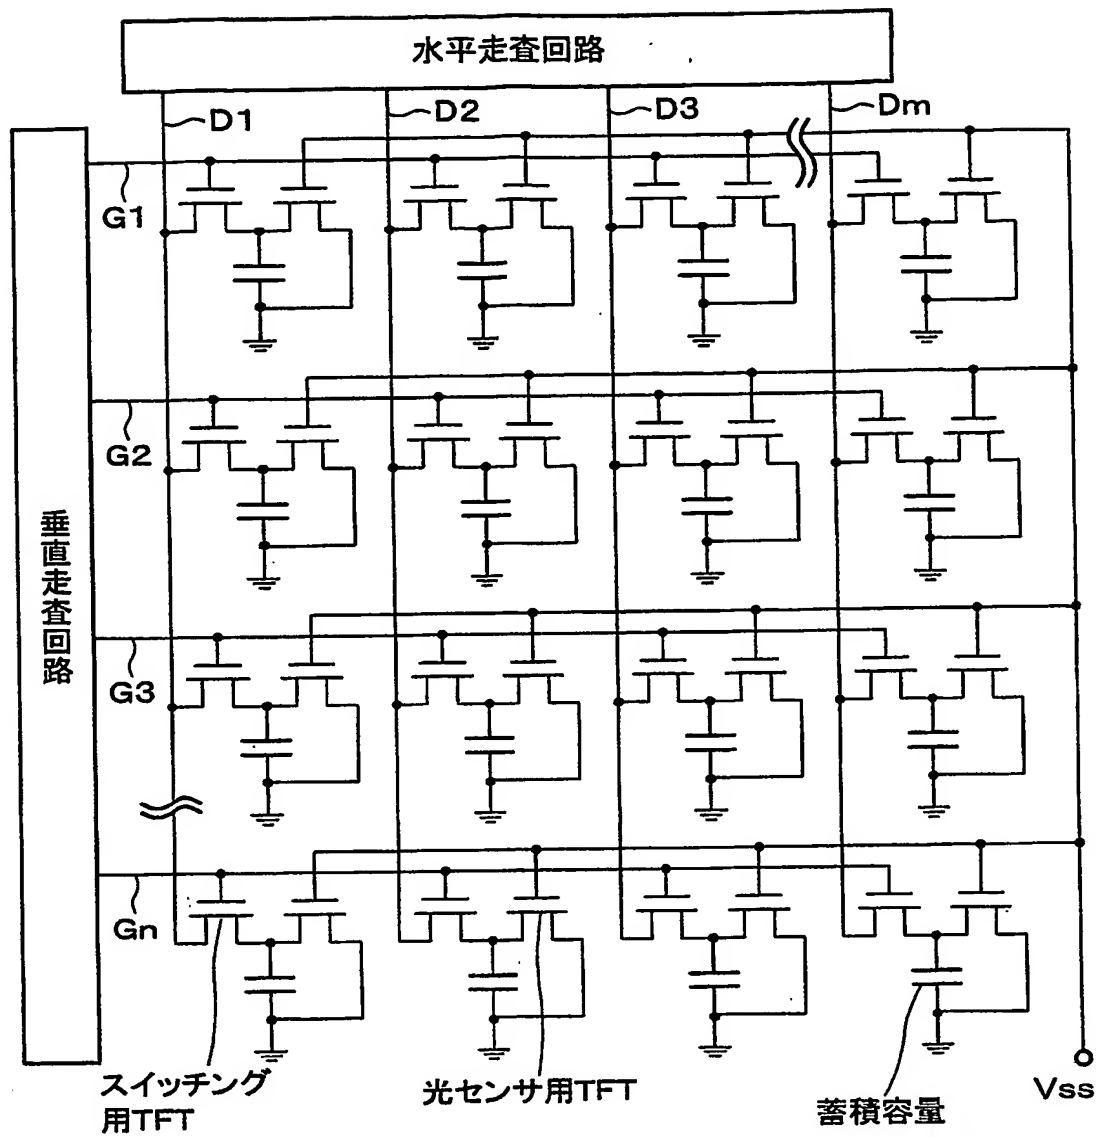 水平走査回路
D1
D2
D3
Dm
G1
G2
G3
Gn
垂直走査回路
スイッチング
用TFT
光センサ用TFT
蓄積容量
Vss